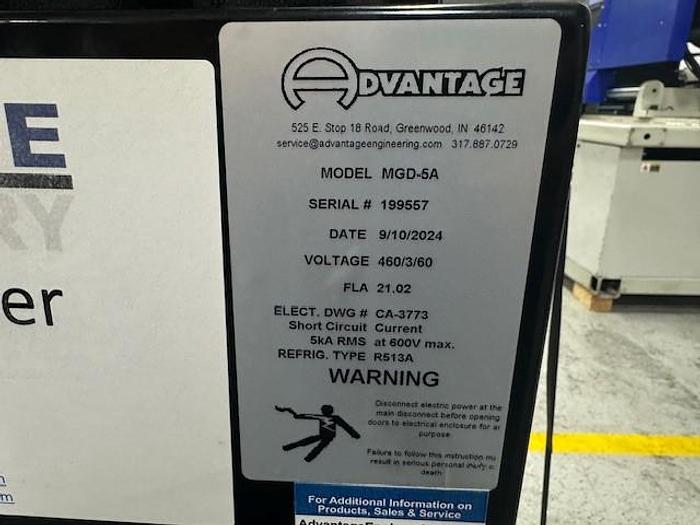 E
RY
er
n
m
ADVANTAGE
525 E. Stop 18 Road, Greenwood, IN 46142
service@advantageengineering.com 317.887.0729
MODEL MGD-5A
SERIAL # 199557
DATE 9/10/2024
VOLTAGE 460/3/60
FLA 21.02
ELECT. DWG # CA-3773
Short Circuit Current
5kA RMS at 600V max.
REFRIG. TYPE R513A
WARNING
Disconnect electric power at the
main disconnect before opening
doors to electrical enclosure for
purpose
Failure to follow this instruction
result in serious personal injury
death
For Additional Information on
Products, Sales & Service